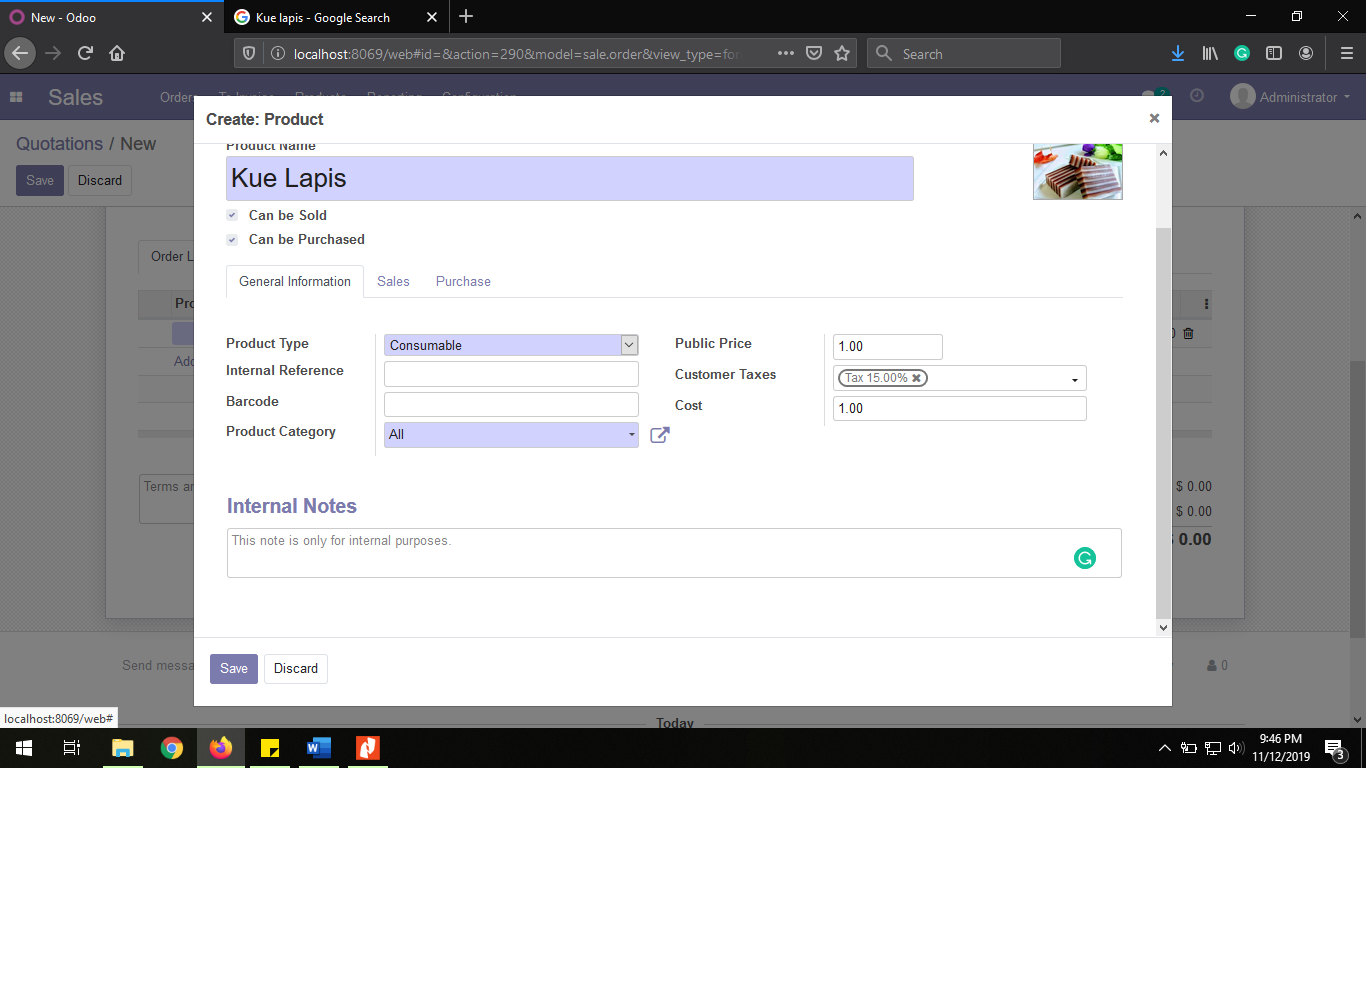 New - Odoo
Kue lapis - Google Search
localhost:8069/web#id=&action=290&model=sale.order&view_type=for
Search
Sales
2
Administrator
Create: Product
Quotations / New
Save
Discard
Product Name
Kue Lapis
Can be Sold
Can be Purchased
Order L
General Information
Sales
Purchase
Pro
Product Type
Consumable
Public Price
1.00
Add
Internal Reference
Customer Taxes
Tax 15.00%
Barcode
Cost
1.00
Product Category
All
Terms an
$ 0.00
Internal Notes
$ 0.00
This note is only for internal purposes.
0.00
Send messa
0
Save
Discard
localhost:8069/web#
Today
9:46 PM
11/12/2019
3